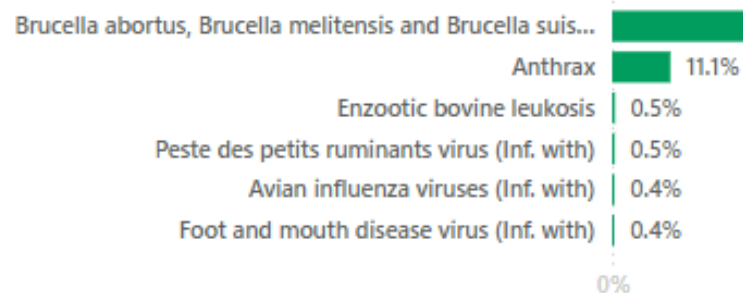 Brucella abortus, Brucella melitensis and Brucella suis...
Anthrax 11.1%
Enzootic bovine leukosis 0.5%
Peste des petits ruminants virus (Inf. with) 0.5%
Avian influenza viruses (Inf. with) 0.4%
Foot and mouth disease virus (Inf. with) 0.4%
0%